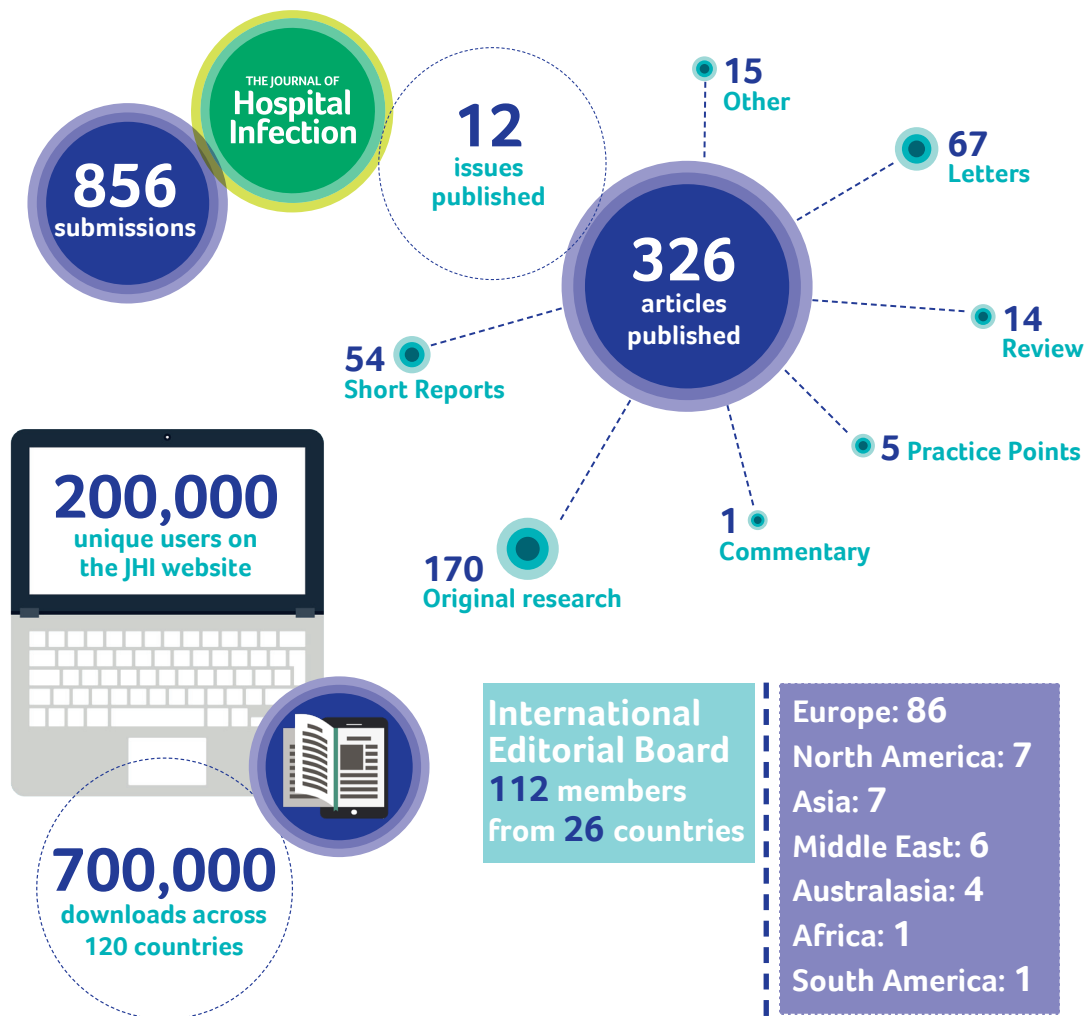 THE JOURNAL OF
Hospital
Infection
856
submissions
12
issues
published
326
articles
published
15
Other
67
Letters
14
Review
5 Practice Points
1
Commentary
170
Original research
54
Short Reports
200,000
unique users on
the JHI website
700,000
downloads across
120 countries
International
Editorial Board
112 members
from 26 countries
Europe: 86
North America: 7
Asia: 7
Middle East: 6
Australasia: 4
Africa: 1
South America: 1